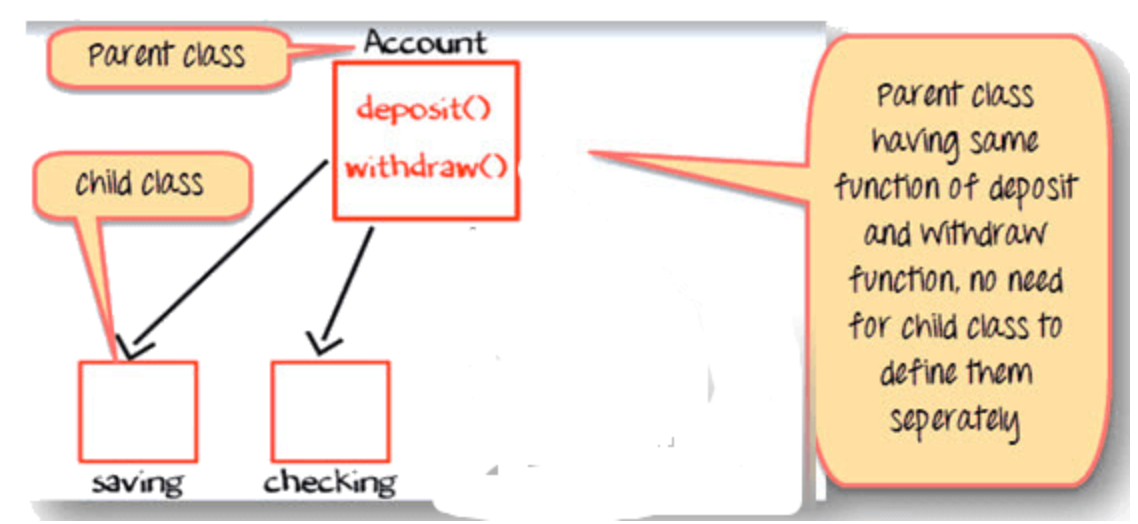 Parent class
Account
deposit()
withdraw()
child class
saving
checking
Parent class
having same
function of deposit
and withdraw
function, no need
for child class to
define them
seperately